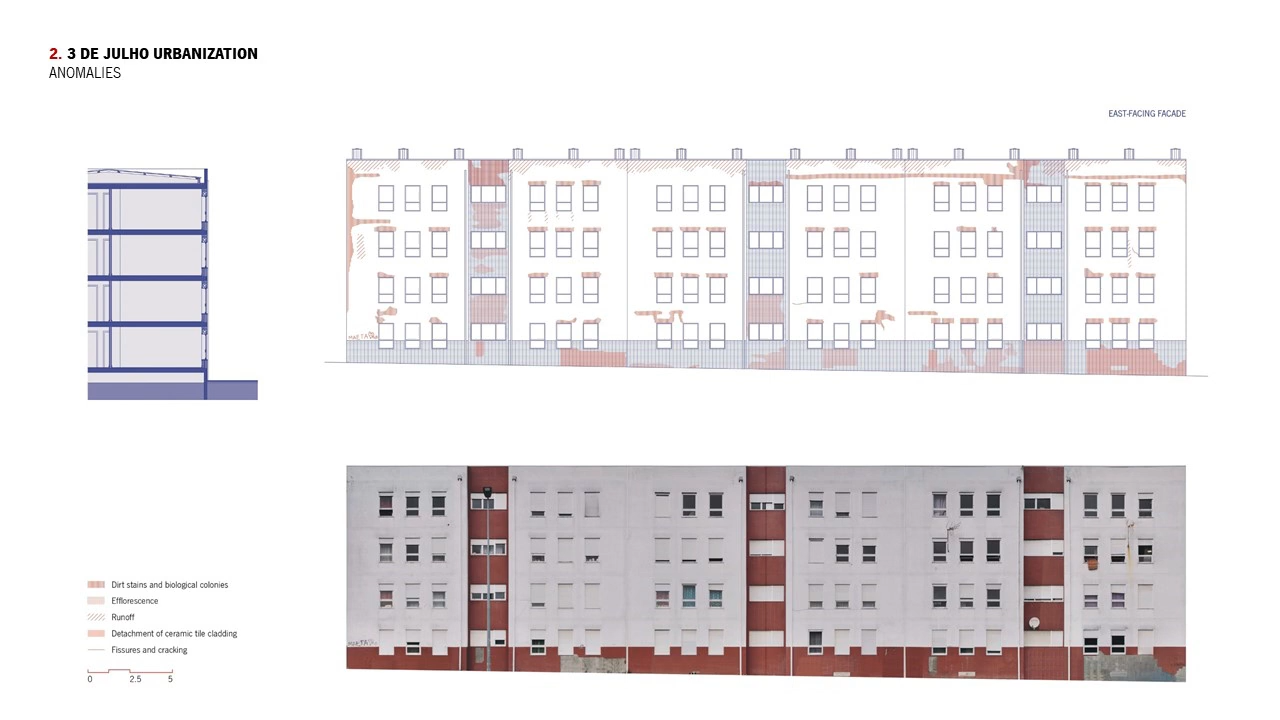 2. 3 DE JULHO URBANIZATION
ANOMALIES
EAST-FACING FACADE
Dirt stains and biological colonies
Efflorescence
Runoff
Detachment of ceramic tile cladding
Fissures and cracking
0 2.5 5